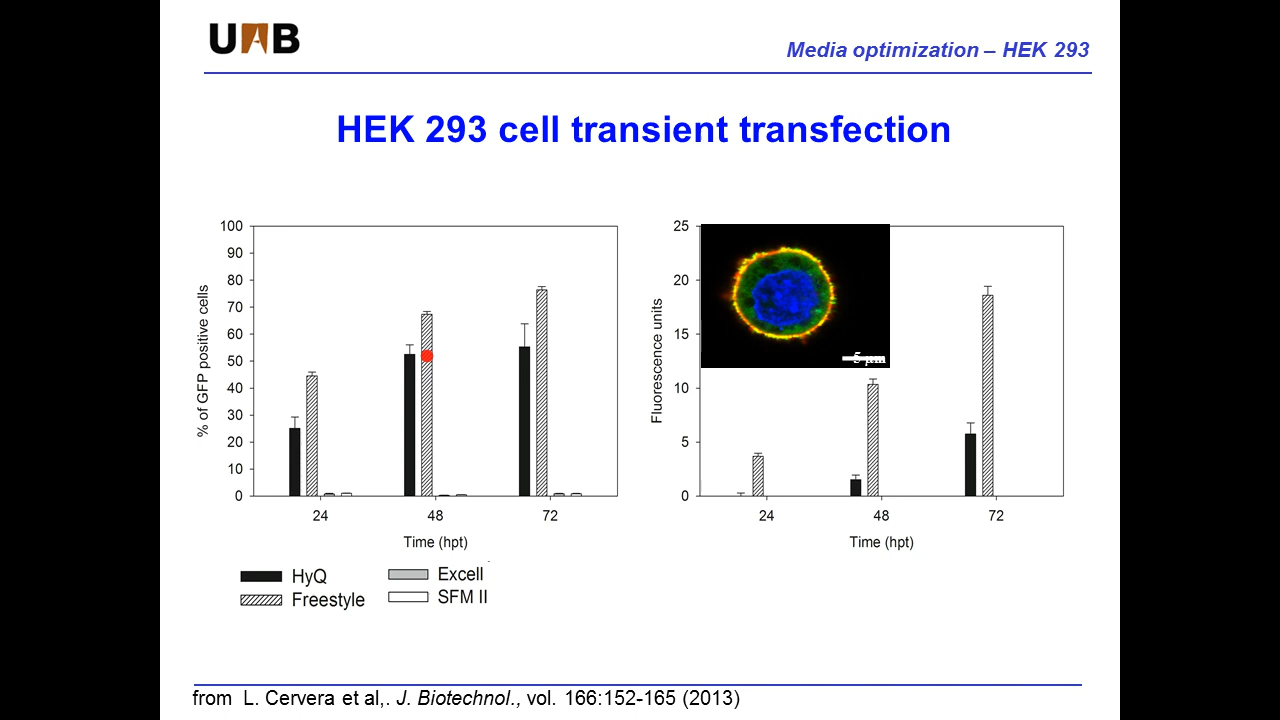 UAB
Media optimization – HEK 293
HEK 293 cell transient transfection
% of GFP positive cells
100
90
80
70
60
50
40
30
20
10
0
24 48 72
Time (hpt)
Fluorescence units
25
20
15
10
5
0
5 µm
24 48 72
Time (hpt)
HyQ
Freestyle
Excell
SFM II
from L. Cervera et al,. J. Biotechnol., vol. 166:152-165 (2013)